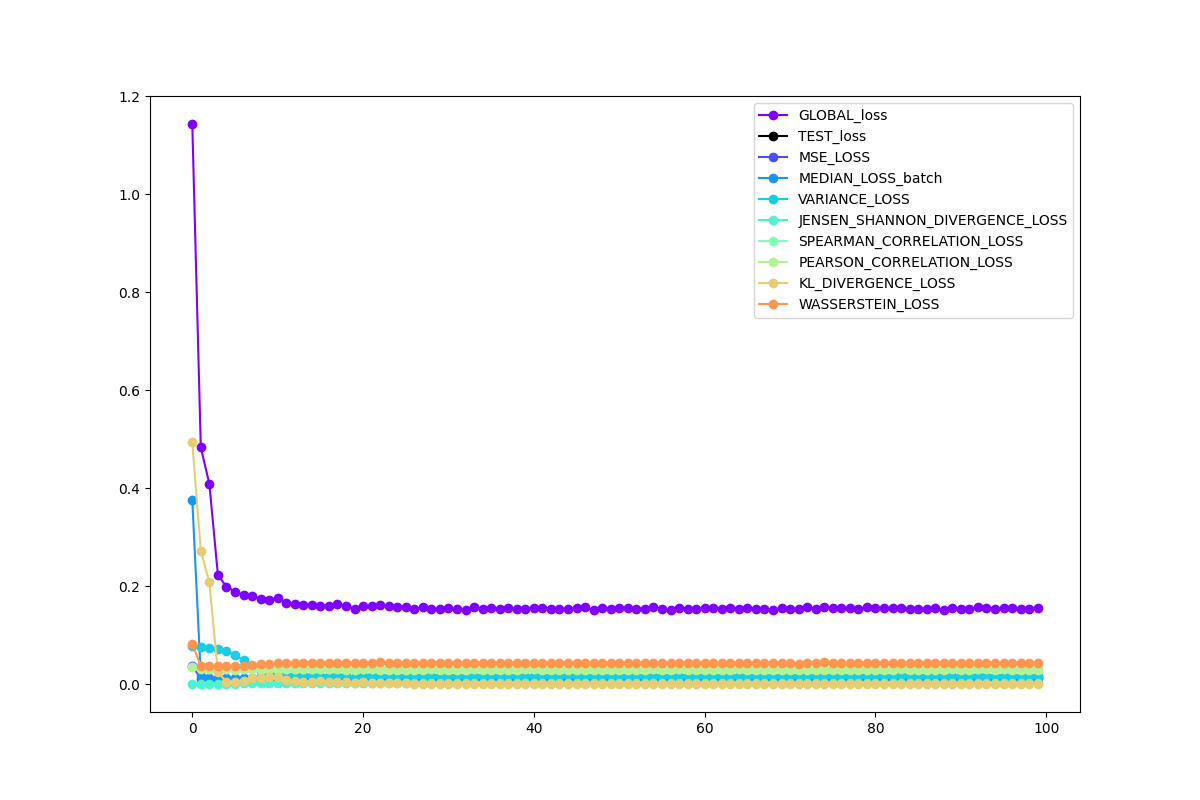 1.2
1.0
0.8
0.6
0.4
0.2
0.0
0 20 40 60 80 100
GLOBAL_loss
TEST_loss
MSE_LOSS
MEDIAN_LOSS_batch
VARIANCE_LOSS
JENSEN_SHANNON_DIVERGENCE_LOSS
SPEARMAN_CORRELATION_LOSS
PEARSON_CORRELATION_LOSS
KL_DIVERGENCE_LOSS
WASSERSTEIN_LOSS